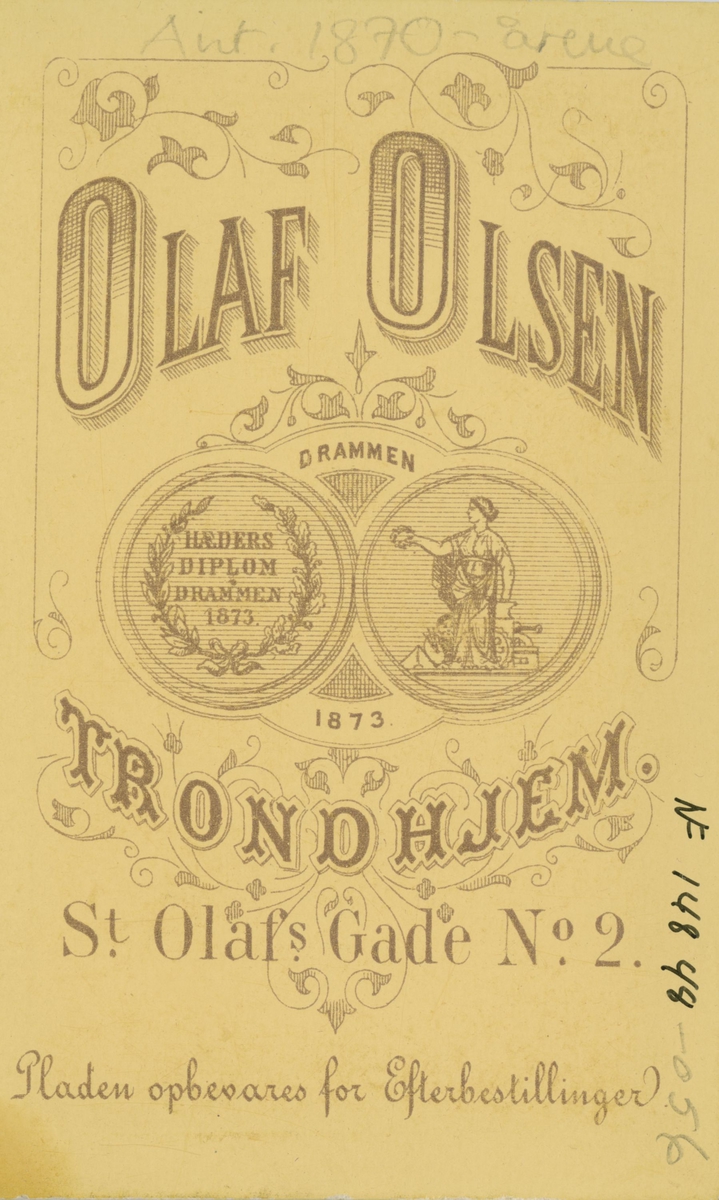 Ant. 1870-årene
OLAF OLSEN
DRAMMEN
HÆDERS
DIPLOM
DRAMMEN
1873.
1873.
TRONDHJEM.
St Olafs Gade No. 2.
Pladen opbevares for Efterbestillinger.
NF 148 49-056